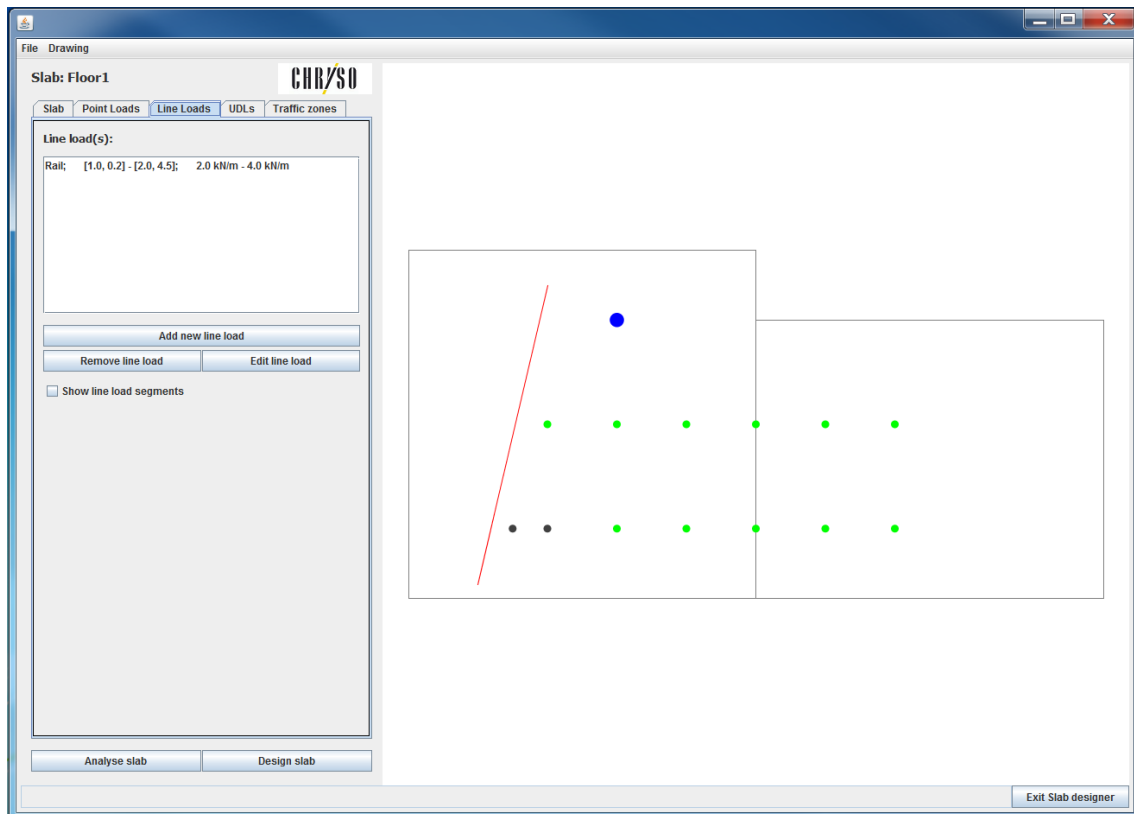 File Drawing
Slab: Floor1
CHRYSO
Slab Point Loads Line Loads UDLs Traffic zones
Line load(s):
Rail; [1.0, 0.2] - [2.0, 4.5]; 2.0 kN/m - 4.0 kN/m
Add new line load
Remove line load Edit line load
Show line load segments
Analyse slab Design slab
Exit Slab designer